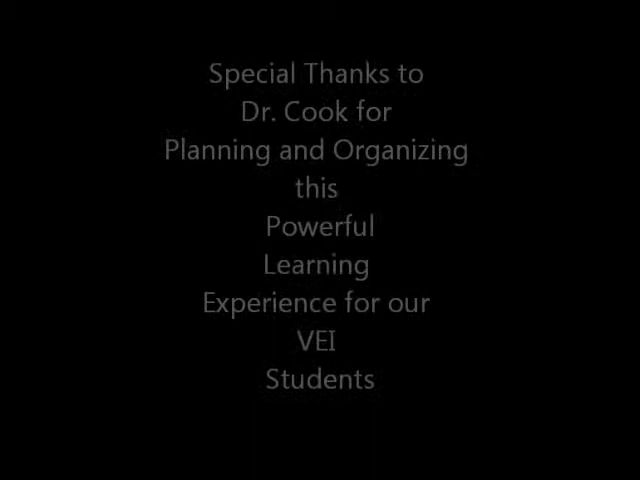 Special Thanks to
Dr. Cook for
Planning and Organizing
this
Powerful
Learning
Experience for our
VEI
Students